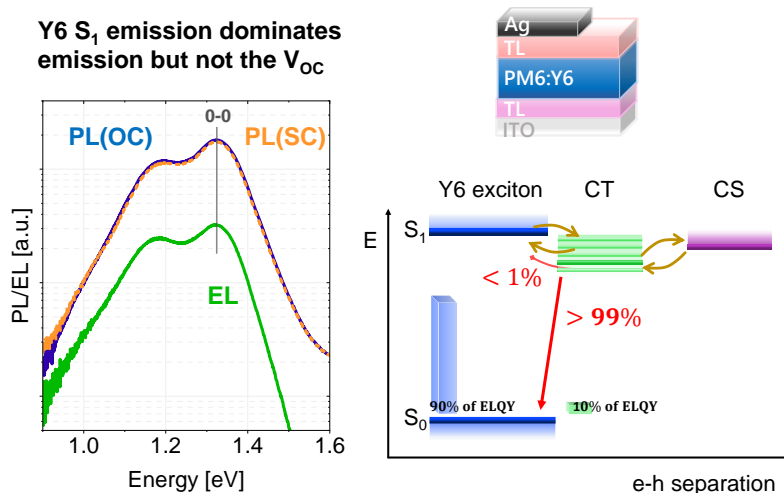 Y6 S₁ emission dominates
emission but not the V_OC
PL/EL [a.u.]
0-0
PL(OC)
PL(SC)
EL
1.0
1.2
1.4
1.6
Energy [eV]
Ag
TL
PM6:Y6
TL
ITO
Y6 exciton
CT
CS
E
S₁
< 1%
> 99%
90% of ELQY
10% of ELQY
S₀
e-h separation